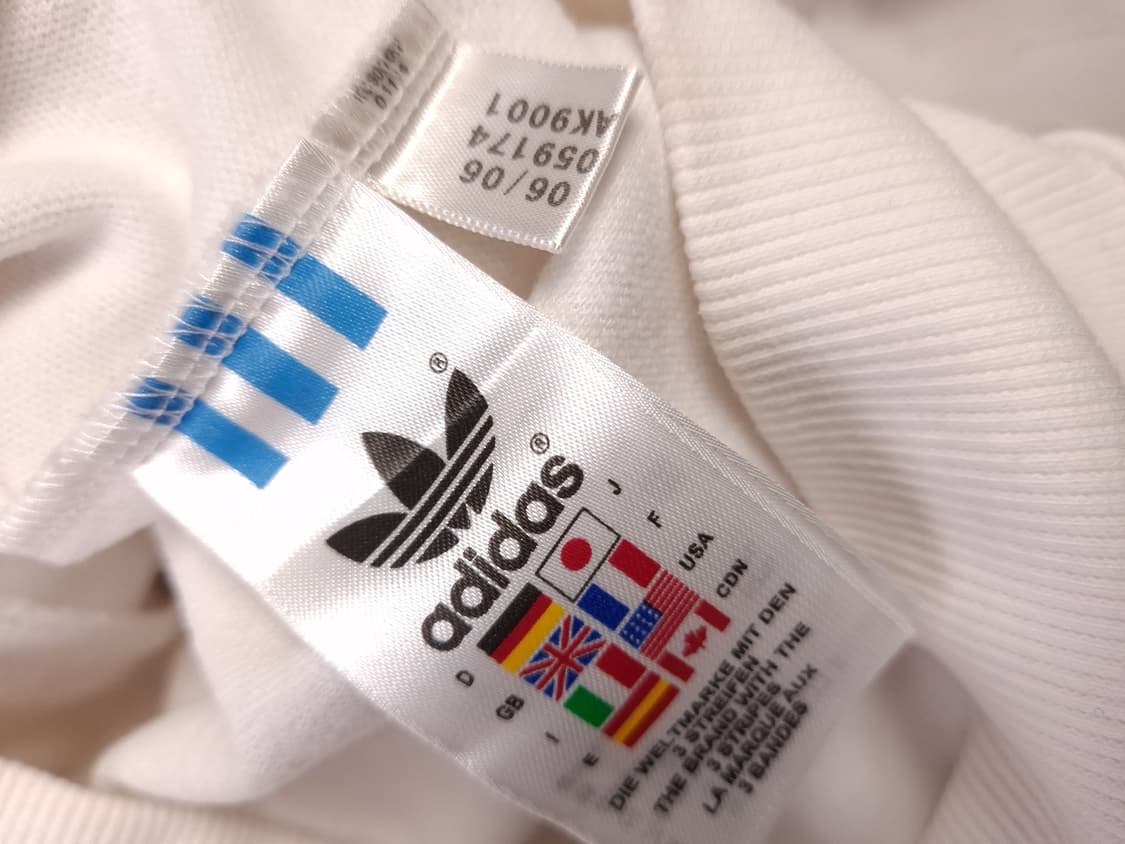 06/06
059174
AK9001
®
adidas®
J
F
USA
CDN
D
GB
I
E
DIE WELTMARKE MIT DEN
3 STREIFEN
THE BRAND WITH THE
3 STRIPES
LA MARQUE AUX
3 BANDES